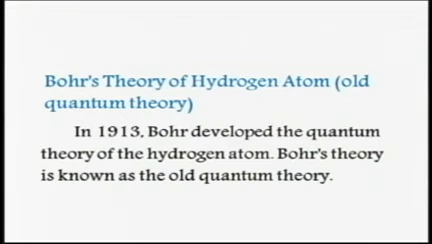 Bohr's Theory of Hydrogen Atom (old
quantum theory)
In 1913, Bohr developed the quantum
theory of the hydrogen atom. Bohr's theory
is known as the old quantum theory.